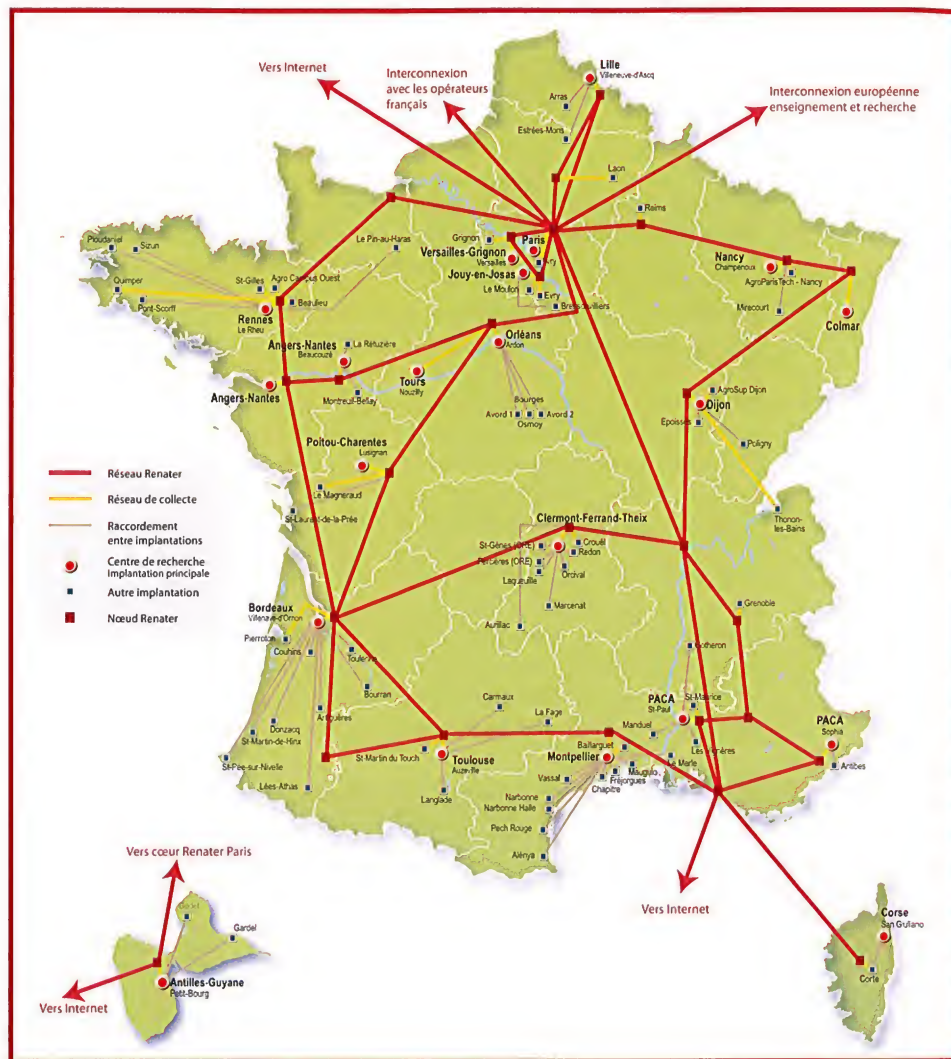 Vers Internet
Interconnexion
avec les opérateurs
français
Interconnexion européenne
enseignement et recherche
Lille
Villeneuve-d'Ascq
Arras
Estrées-Mons
Laon
Reims
Paris
Grignon
Versailles-Grignon
Versailles
Jouy-en-Josas
Le Moulon
Evry
Bressonvilliers
Nancy
Champenoux
AgroParisTech - Nancy
Mirecourt
Colmar
Ploudaniel
Sizun
Quimper
Pont-Scorff
St-Gilles
Agro Campus Ouest
Le Pin-au-Haras
Beaulieu
Rennes
Le Rheu
Angers-Nantes
Beaucouzé
La Rétuzière
Angers-Nantes
Montreuil-Bellay
Tours
Nouzilly
Orléans
Ardon
Bourges
Avord 1
Avord 2
Osmoy
AgroSup Dijon
Dijon
Epoisses
Poligny
Thonon-
les-Bains
Poitou-Charentes
Lusignan
Le Magneraud
St-Laurent-de-la-Prée
Réseau Renater
Réseau de collecte
Raccordement
entre implantations
Centre de recherche
Implantation principale
Autre implantation
Nœud Renater
Clermont-Ferrand-Theix
St-Gènes (ORE)
Crouël
Redon
Laqueuille
Orcival
Marcenat
Aurillac
Grenoble
Gotheron
Bordeaux
Villenave-d'Ornon
Pierroton
Couhins
Toulenne
Bourran
Artiguères
Donzacq
St-Martin-de-Hinx
St-Pée-sur-Nivelle
Lées-Athas
Carmaux
La Fage
St-Martin du Touch
Toulouse
Auzeville
Langlade
Manduel
Baillarguet
Montpellier
Mauguio
Fréjorgues
Chapitre
Vassal
Narbonne
Narbonne Halle
Pech Rouge
Alénya
PACA
St-Paul
St-Maurice
Les Vignères
Le Merle
PACA
Sophia
Antibes
Vers Internet
Corse
San Giuliano
Corte
Vers cœur Renater Paris
Godet
Gardel
Antilles-Guyane
Petit-Bourg
Vers Internet